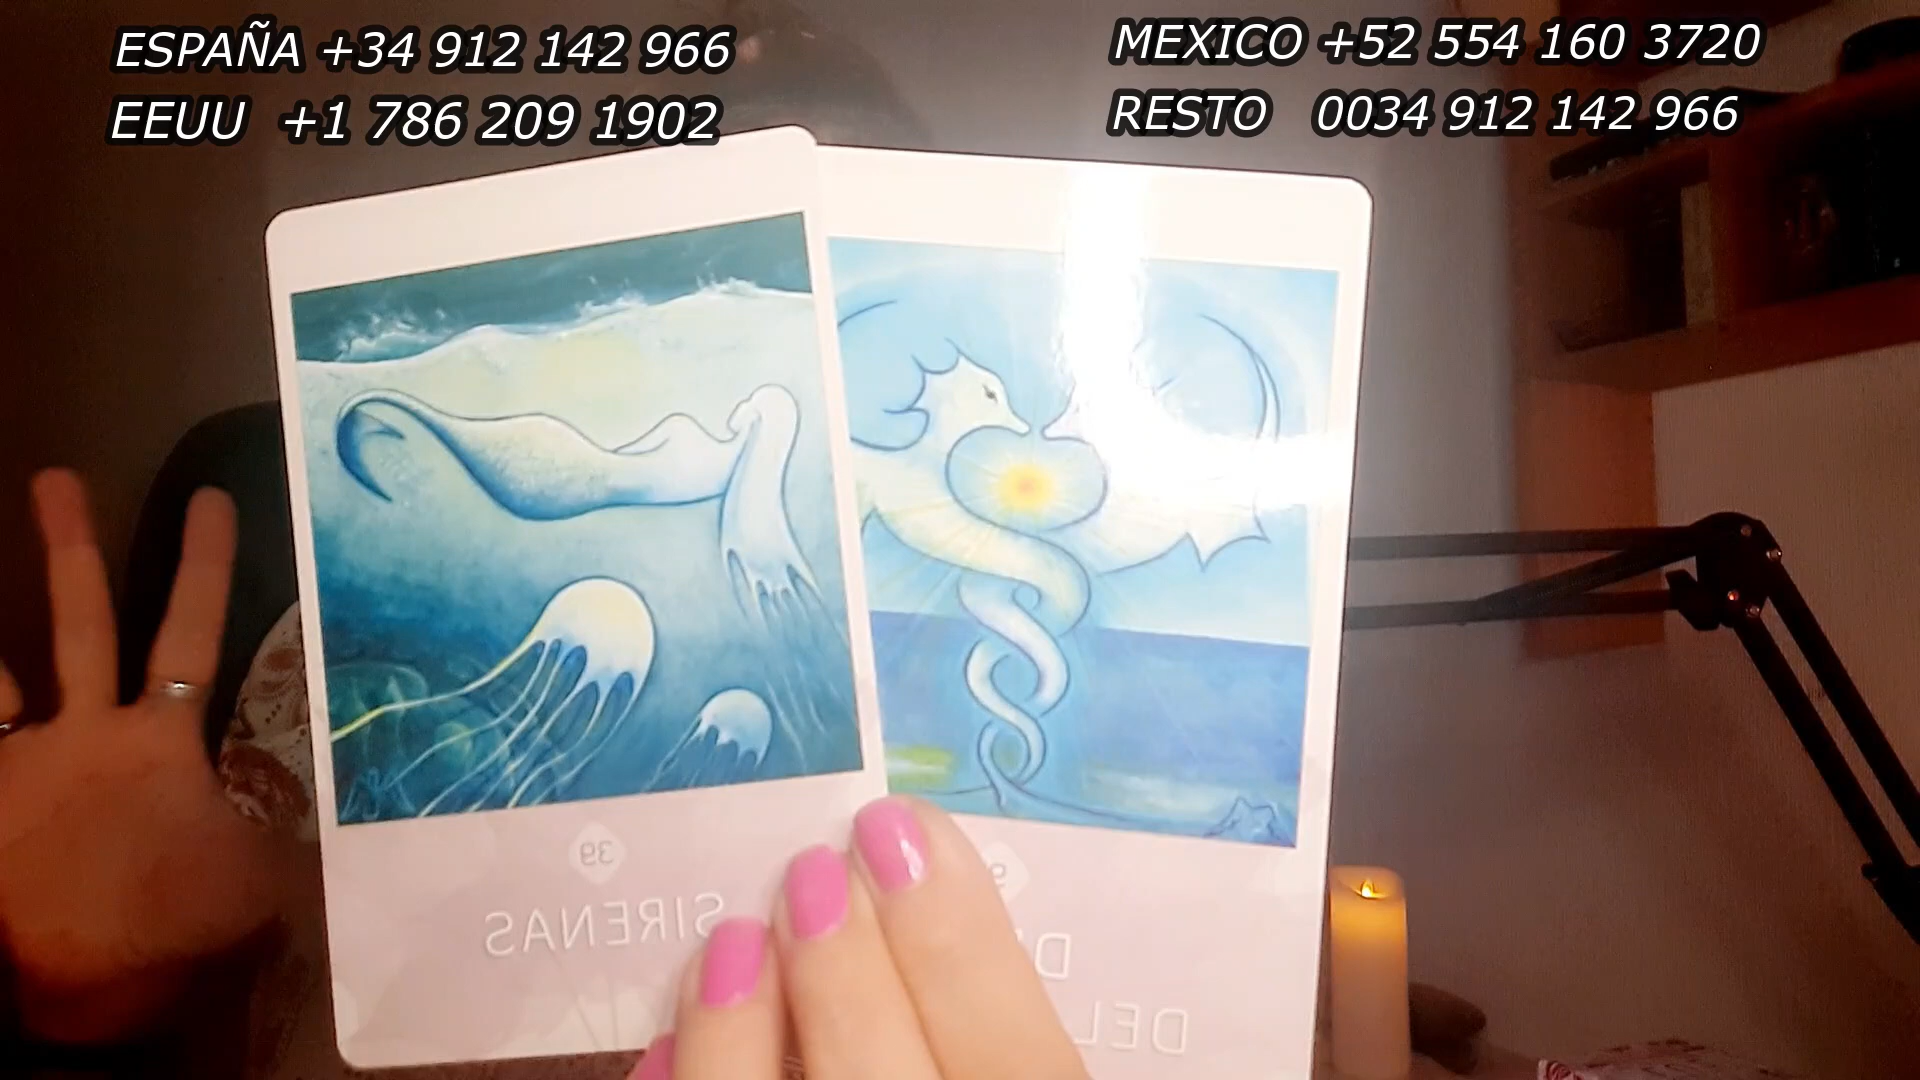 ESPAÑA +34 912 142 966
EEUU +1 786 209 1902
MEXICO +52 554 160 3720
RESTO 0034 912 142 966
39
SIRENAS
DEL